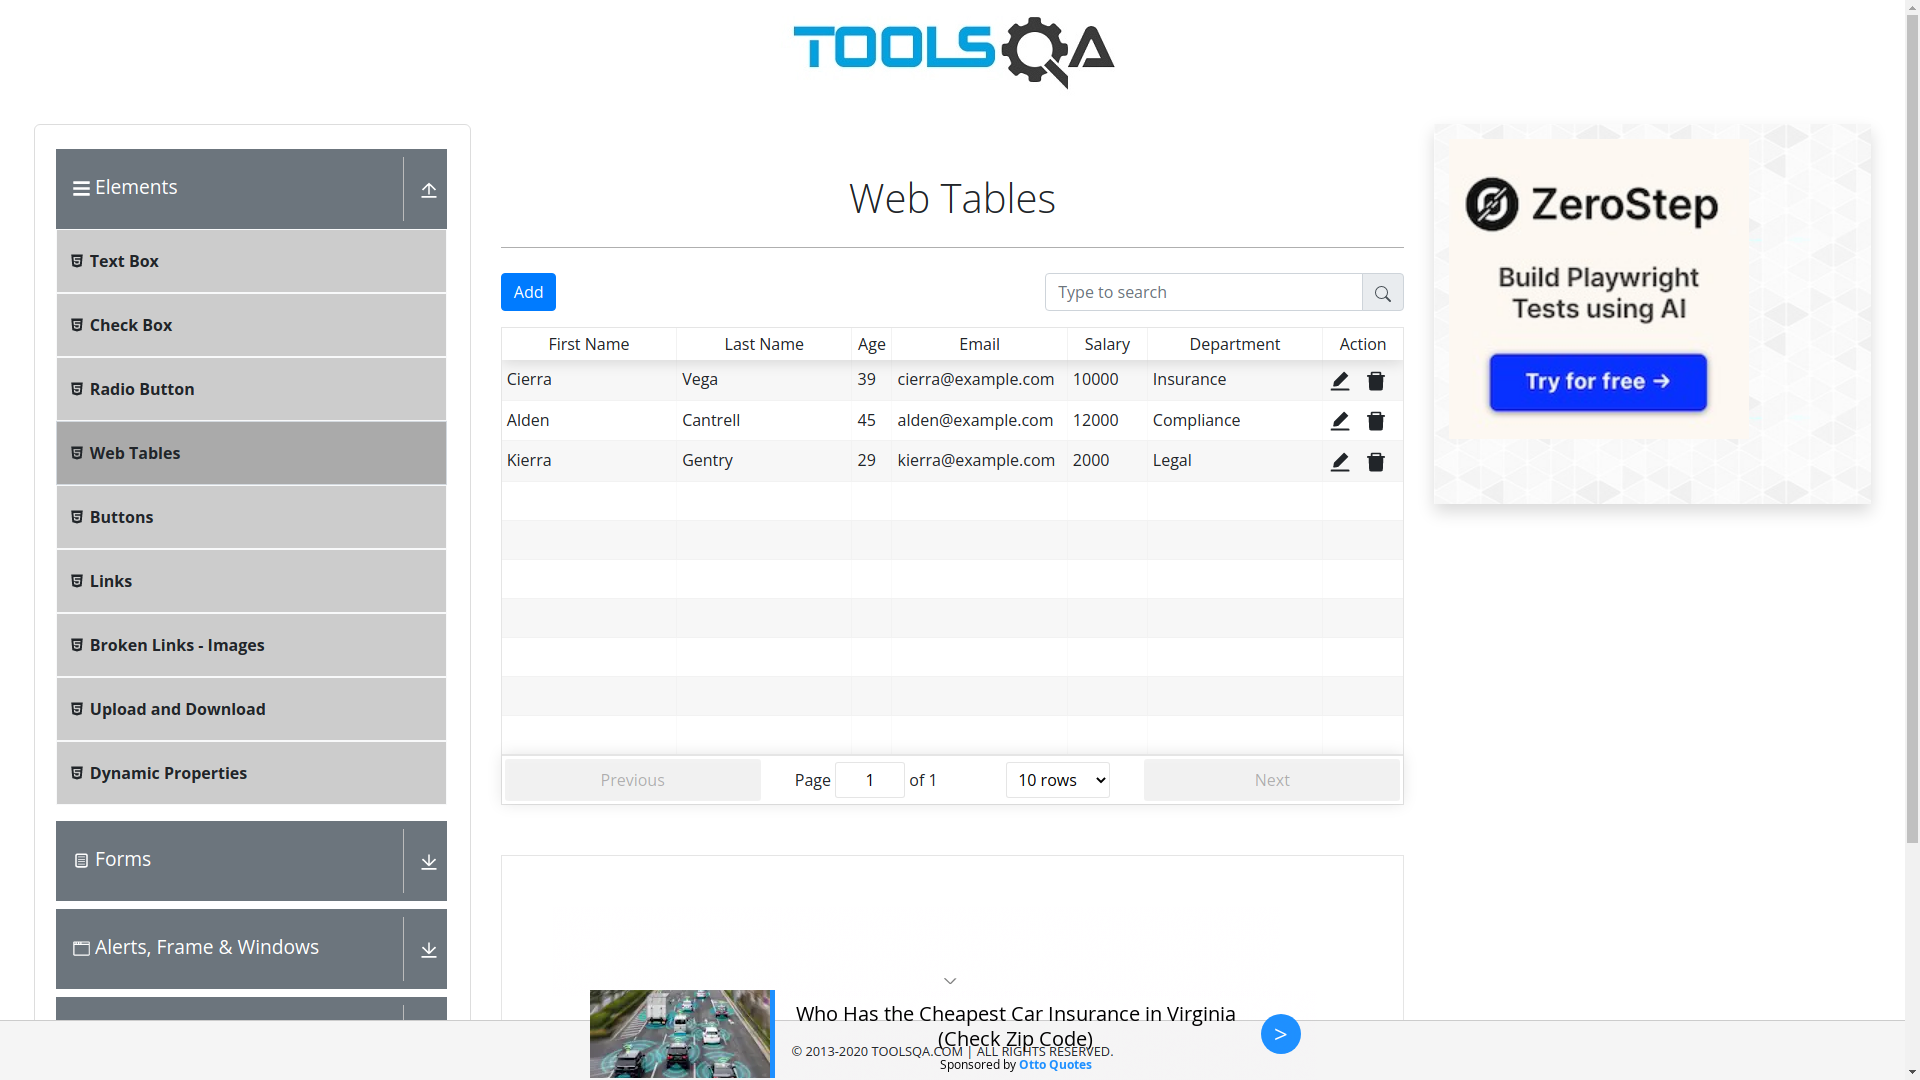 TOOLSQA
Elements
Text Box
Check Box
Radio Button
Web Tables
Buttons
Links
Broken Links - Images
Upload and Download
Dynamic Properties
Forms
Alerts, Frame & Windows
Web Tables
Add
Type to search
First Name Last Name Age Email Salary Department Action
Cierra Vega 39 cierra@example.com 10000 Insurance
Alden Cantrell 45 alden@example.com 12000 Compliance
Kierra Gentry 29 kierra@example.com 2000 Legal
Previous Page 1 of 1 10 rows Next
ZeroStep
Build Playwright
Tests using AI
Try for free →
Who Has the Cheapest Car Insurance in Virginia
(Check Zip Code)
>
© 2013-2020 TOOLSQA.COM | ALL RIGHTS RESERVED.
Sponsored by Otto Quotes